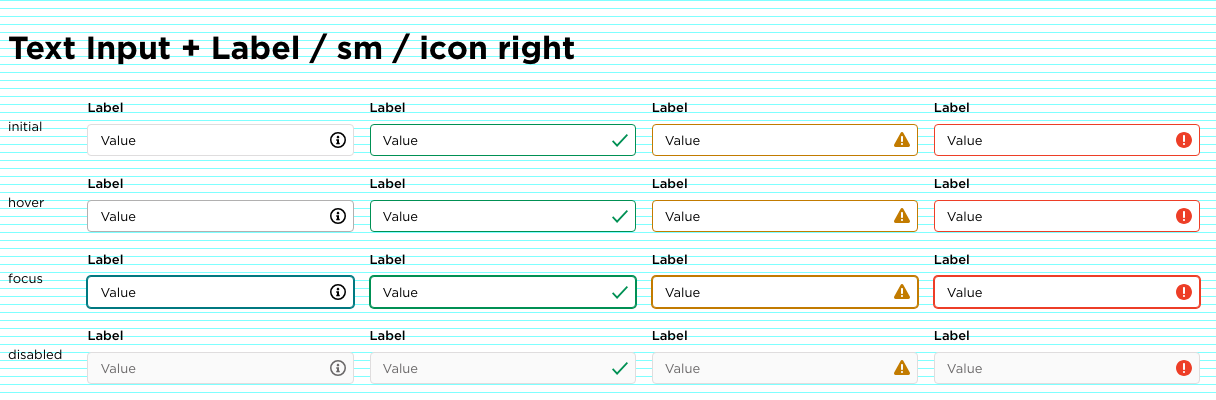 Text Input + Label / sm / icon right
Label Label Label Label
initial
Value Value Value Value
Label Label Label Label
hover
Value Value Value Value
Label Label Label Label
focus
Value Value Value Value
Label Label Label Label
disabled
Value Value Value Value